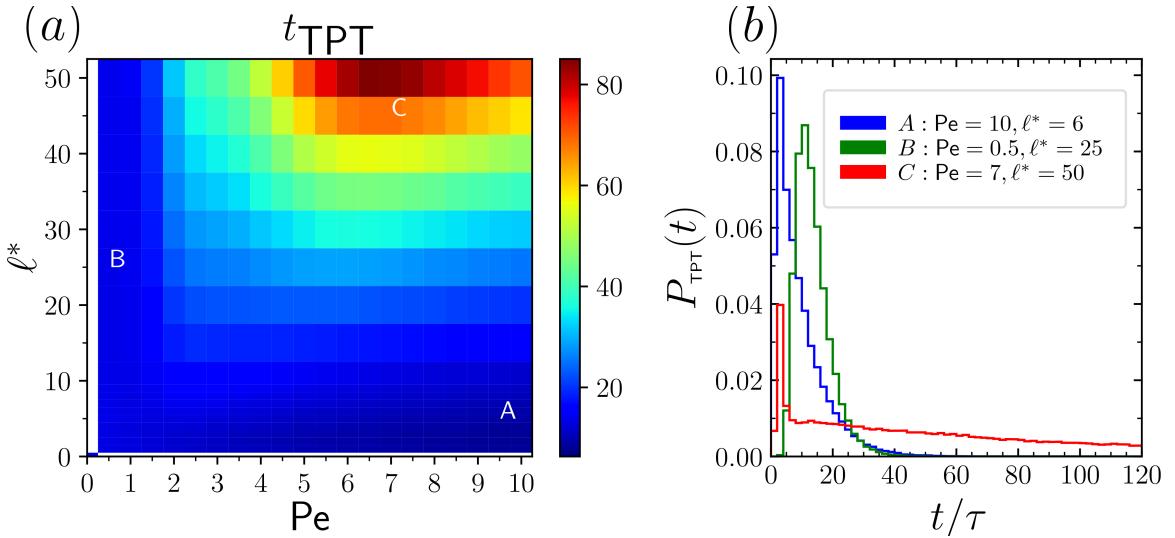 (a)
t_TPT
50
40
30
20
10
0
ℓ*
0 1 2 3 4 5 6 7 8 9 10
Pe
A
B
C
80
60
40
20
(b)
0.10
0.08
0.06
0.04
0.02
0.00
P_TPT(t)
0 20 40 60 80 100 120
t/τ
A : Pe = 10, ℓ* = 6
B : Pe = 0.5, ℓ* = 25
C : Pe = 7, ℓ* = 50